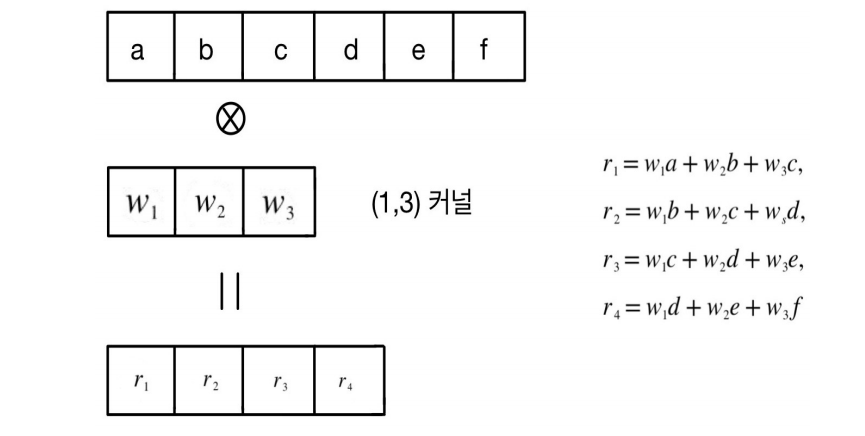 a b c d e f
⊗
w₁ w₂ w₃
(1,3) 커널
||
r₁ r₂ r₃ r₄
r₁ = w₁a + w₂b + w₃c,
r₂ = w₁b + w₂c + wₛd,
r₃ = w₁c + w₂d + w₃e,
r₄ = w₁d + w₂e + w₃f